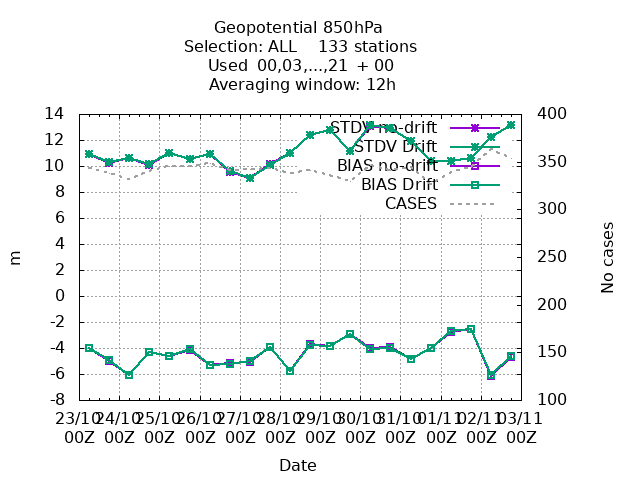 Geopotential 850hPa
Selection: ALL    133 stations
Used  00,03,...,21  + 00
Averaging window: 12h
14
12
10
8
6
4
2
0
-2
-4
-6
-8
m
STDV no-drift
STDV Drift
BIAS no-drift
BIAS Drift
CASES
400
350
300
250
200
150
100
No cases
23/10 24/10 25/10 26/10 27/10 28/10 29/10 30/10 31/10 01/11 02/11 03/11
00Z 00Z 00Z 00Z 00Z 00Z 00Z 00Z 00Z 00Z 00Z 00Z
Date